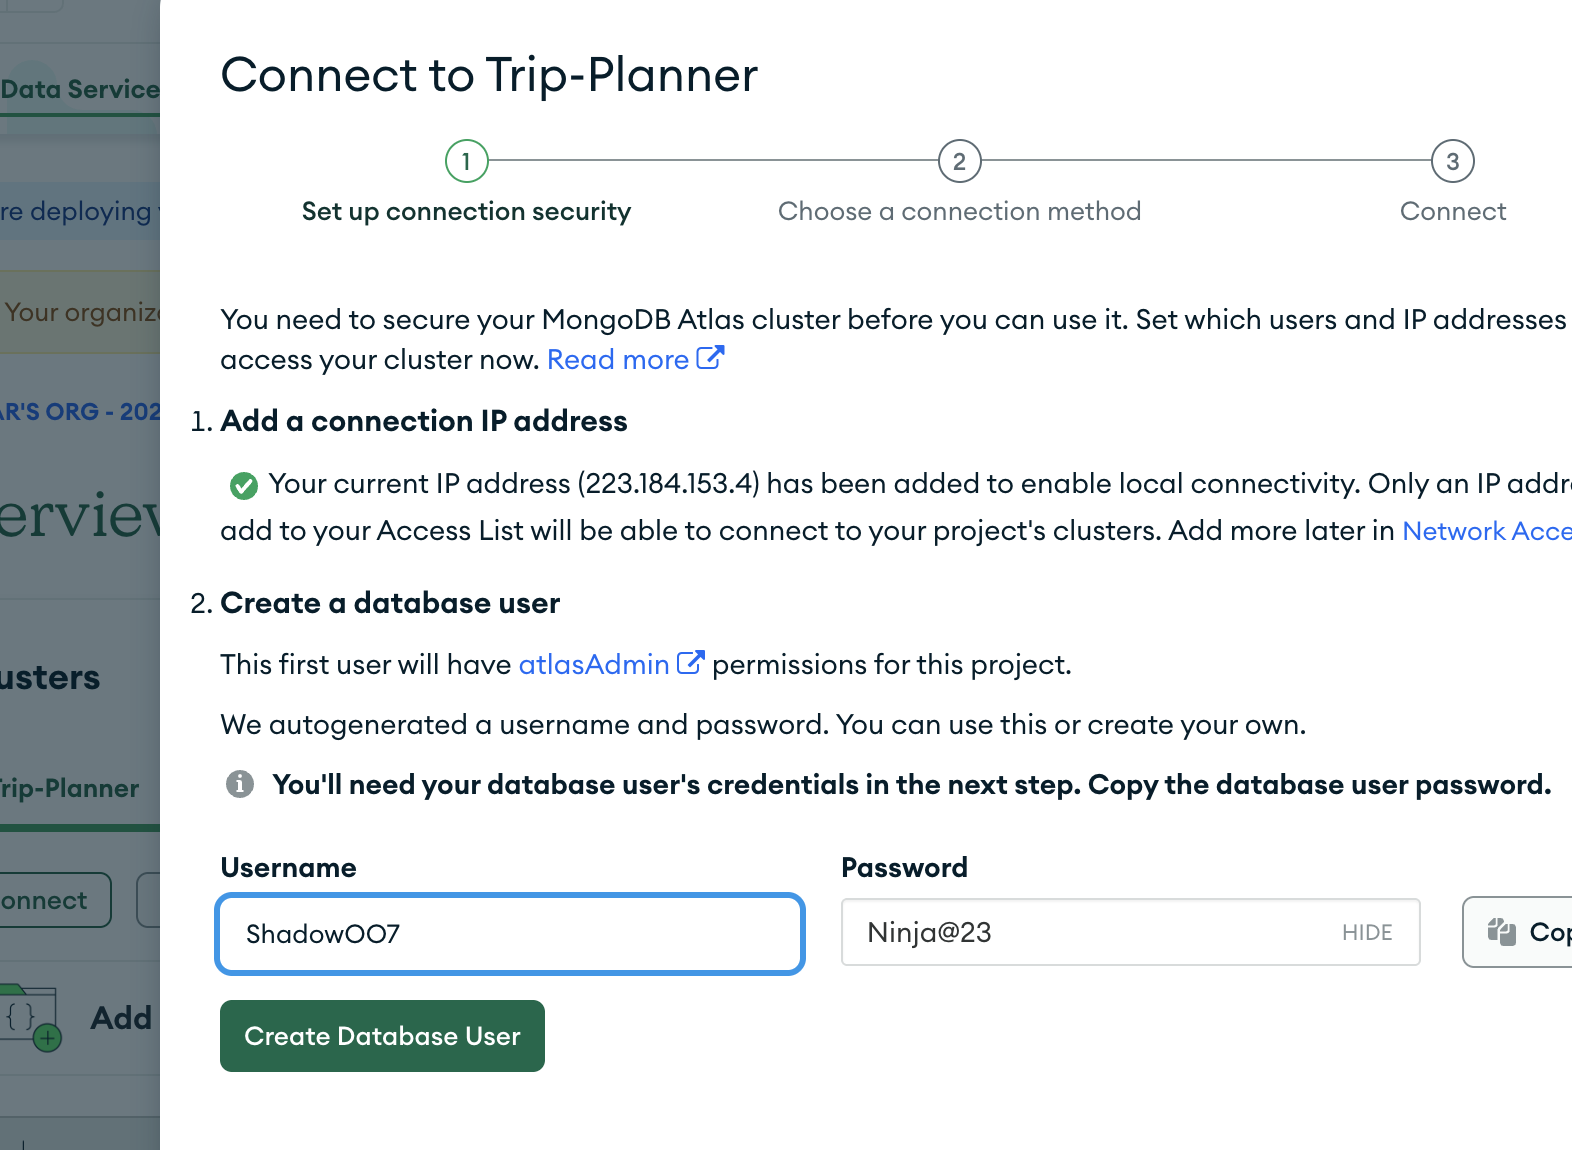 Connect to Trip-Planner
Data Service
1
2
3
Set up connection security
Choose a connection method
Connect
re deploying
Your organiz
You need to secure your MongoDB Atlas cluster before you can use it. Set which users and IP addresses
access your cluster now. Read more
AR'S ORG - 202
1. Add a connection IP address
Your current IP address (223.184.153.4) has been added to enable local connectivity. Only an IP addr
add to your Access List will be able to connect to your project's clusters. Add more later in Network Acce
erview
2. Create a database user
This first user will have atlasAdmin permissions for this project.
usters
We autogenerated a username and password. You can use this or create your own.
Trip-Planner
You'll need your database user's credentials in the next step. Copy the database user password.
Username
Password
onnect
Shadow007
Ninja@23
HIDE
Cop
Add
Create Database User